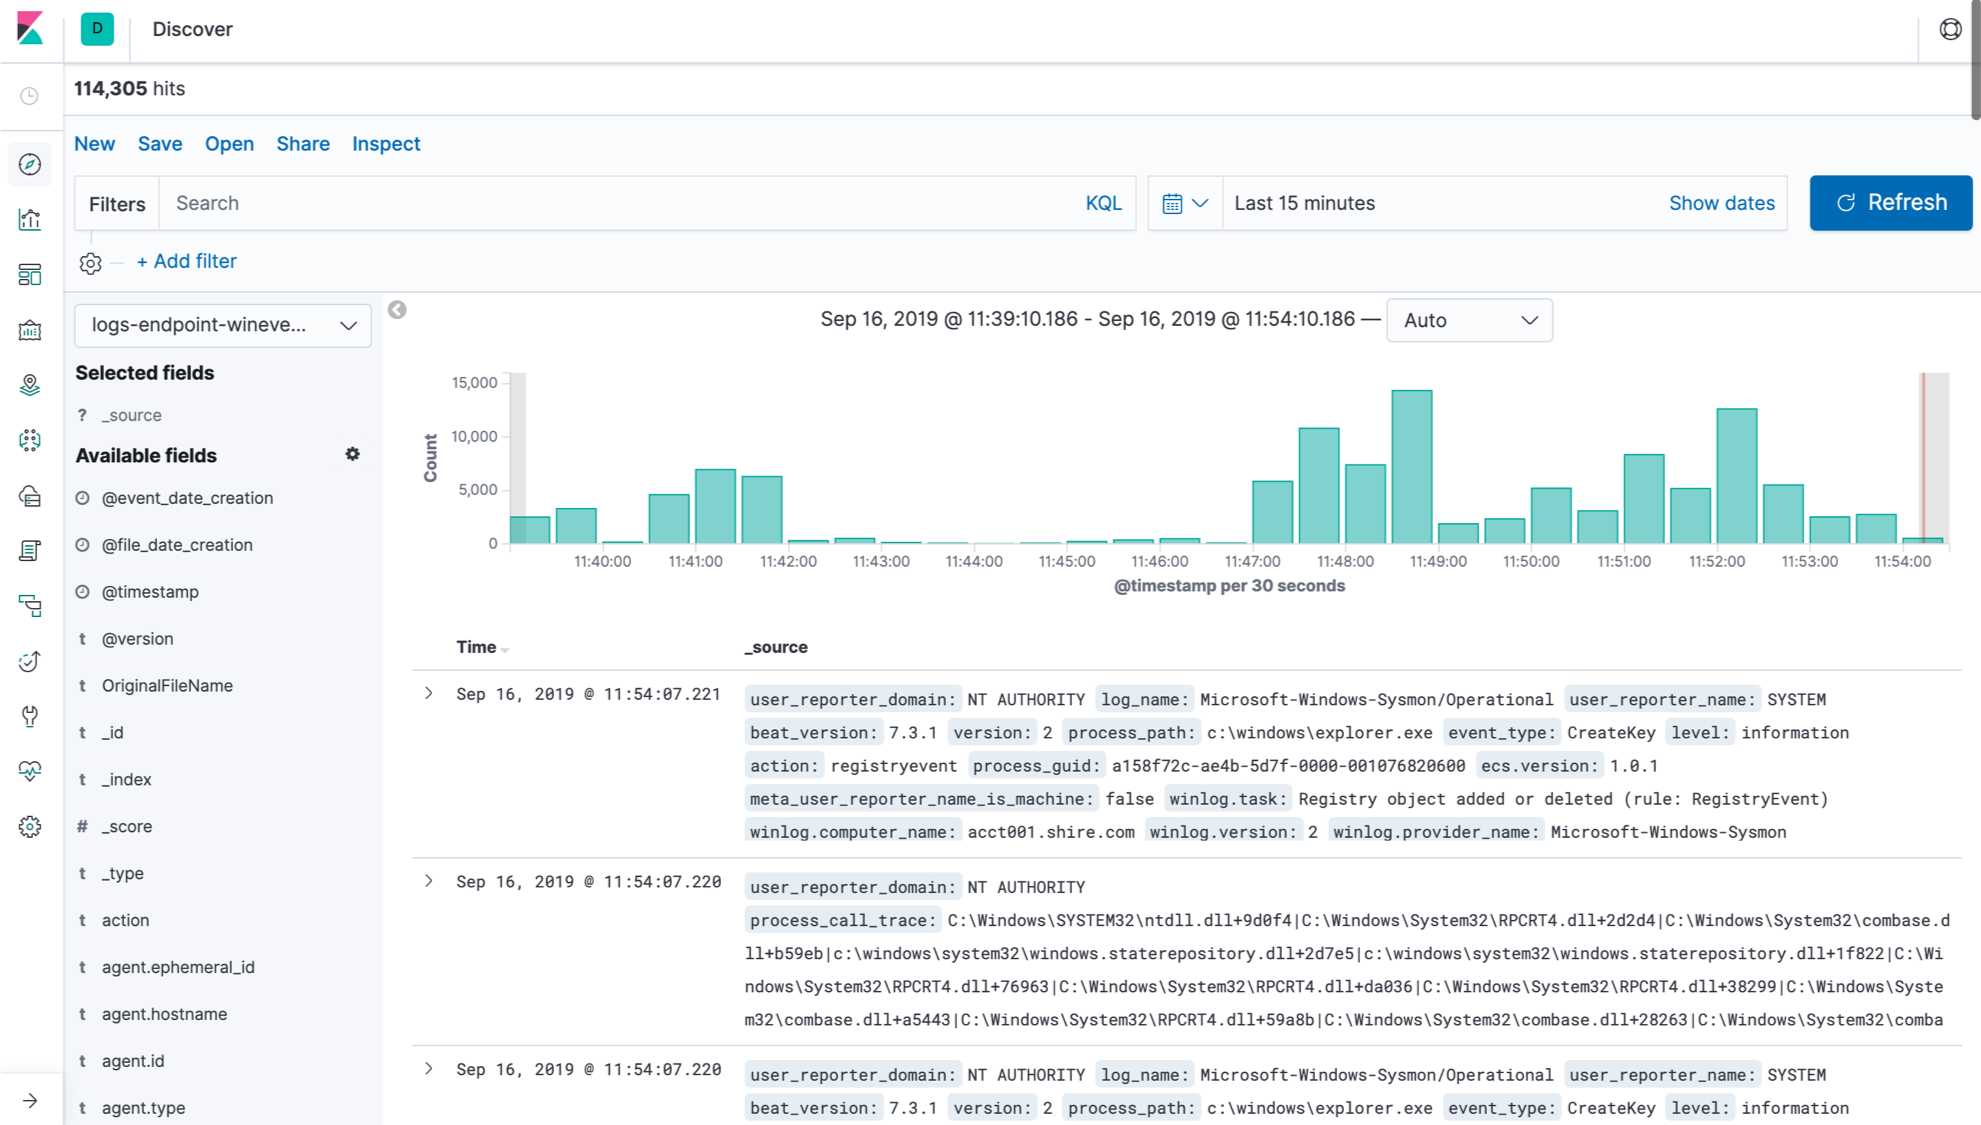 D Discover
114,305 hits
New Save Open Share Inspect
Filters Search KQL Last 15 minutes Show dates Refresh
+ Add filter
logs-endpoint-wineve...
Selected fields
? _source
Available fields
@event_date_creation
@file_date_creation
@timestamp
t @version
t OriginalFileName
t _id
t _index
# _score
t _type
t action
t agent.ephemeral_id
t agent.hostname
t agent.id
t agent.type
Sep 16, 2019 @ 11:39:10.186 - Sep 16, 2019 @ 11:54:10.186 — Auto
Count
15,000
10,000
5,000
0
11:40:00 11:41:00 11:42:00 11:43:00 11:44:00 11:45:00 11:46:00 11:47:00 11:48:00 11:49:00 11:50:00 11:51:00 11:52:00 11:53:00 11:54:00
@timestamp per 30 seconds
Time _source
Sep 16, 2019 @ 11:54:07.221
user_reporter_domain: NT AUTHORITY log_name: Microsoft-Windows-Sysmon/Operational user_reporter_name: SYSTEM
beat_version: 7.3.1 version: 2 process_path: c:\windows\explorer.exe event_type: CreateKey level: information
action: registryevent process_guid: a158f72c-ae4b-5d7f-0000-001076820600 ecs.version: 1.0.1
meta_user_reporter_name_is_machine: false winlog.task: Registry object added or deleted (rule: RegistryEvent)
winlog.computer_name: acct001.shire.com winlog.version: 2 winlog.provider_name: Microsoft-Windows-Sysmon
Sep 16, 2019 @ 11:54:07.220
user_reporter_domain: NT AUTHORITY
process_call_trace: C:\Windows\SYSTEM32\ntdll.dll+9d0f4|C:\Windows\System32\RPCRT4.dll+2d2d4|C:\Windows\System32\combase.d
ll+b59eb|c:\windows\system32\windows.staterepository.dll+2d7e5|c:\windows\system32\windows.staterepository.dll+1f822|C:\Wi
ndows\System32\RPCRT4.dll+76963|C:\Windows\System32\RPCRT4.dll+da036|C:\Windows\System32\RPCRT4.dll+38299|C:\Windows\Syste
m32\combase.dll+a5443|C:\Windows\System32\RPCRT4.dll+59a8b|C:\Windows\System32\combase.dll+28263|C:\Windows\System32\comba
Sep 16, 2019 @ 11:54:07.220
user_reporter_domain: NT AUTHORITY log_name: Microsoft-Windows-Sysmon/Operational user_reporter_name: SYSTEM
beat_version: 7.3.1 version: 2 process_path: c:\windows\explorer.exe event_type: CreateKey level: information